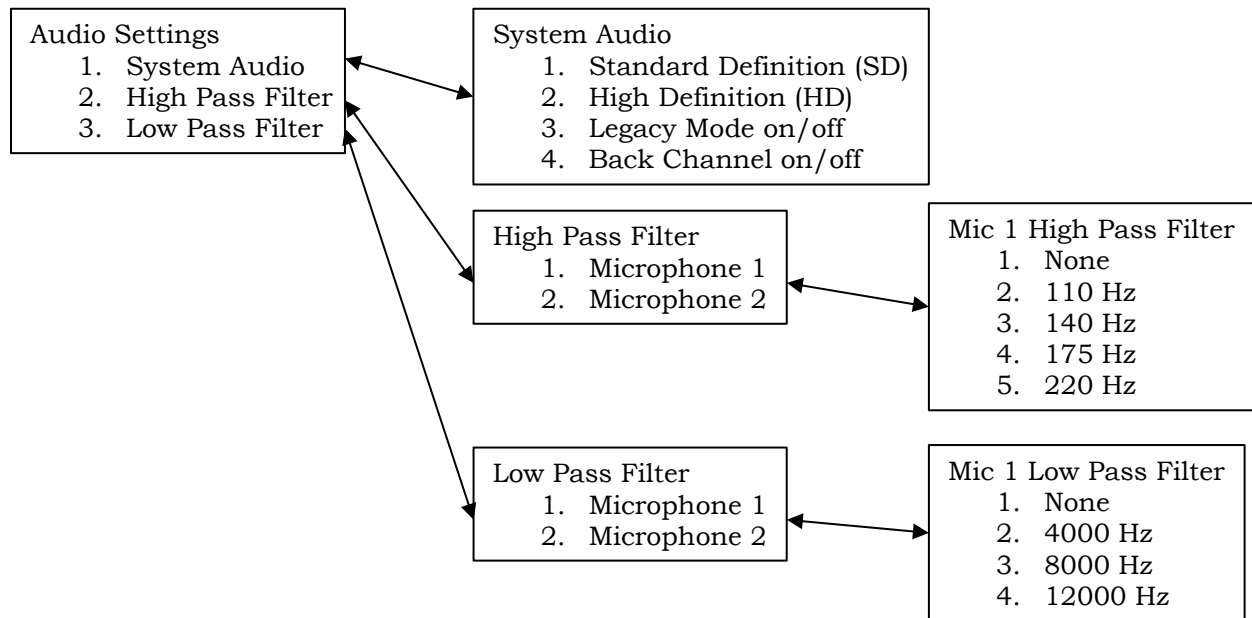 Audio Settings
1. System Audio
2. High Pass Filter
3. Low Pass Filter
System Audio
1. Standard Definition (SD)
2. High Definition (HD)
3. Legacy Mode on/off
4. Back Channel on/off
High Pass Filter
1. Microphone 1
2. Microphone 2
Mic 1 High Pass Filter
1. None
2. 110 Hz
3. 140 Hz
4. 175 Hz
5. 220 Hz
Low Pass Filter
1. Microphone 1
2. Microphone 2
Mic 1 Low Pass Filter
1. None
2. 4000 Hz
3. 8000 Hz
4. 12000 Hz